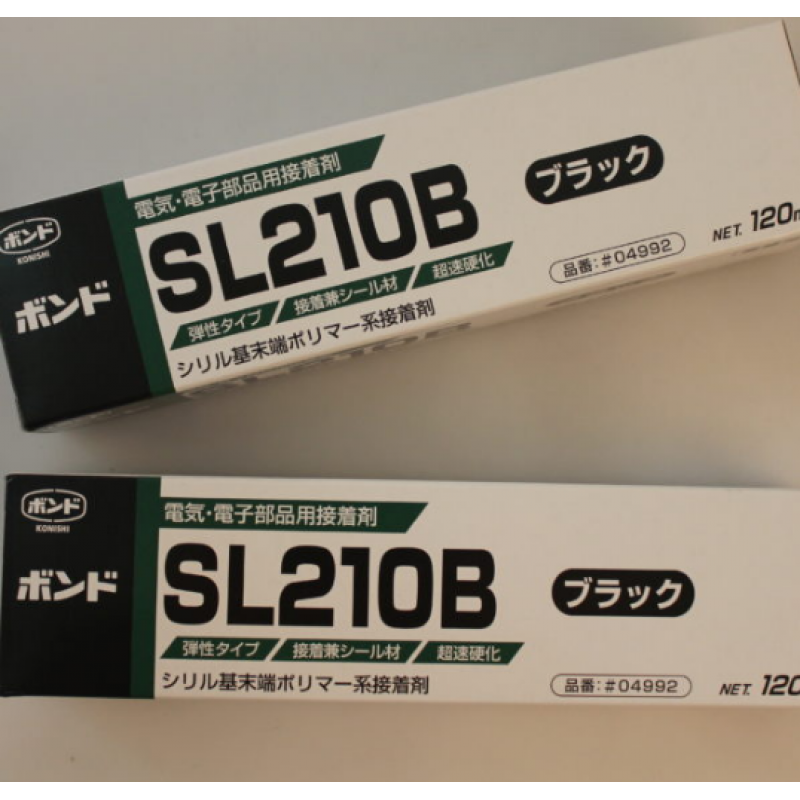 ボンド
KONISHI
ボンド
電気・電子部品用接着剤
SL210B
ブラック
弾性タイプ 接着兼シール材 超速硬化
シリル基末端ポリマー系接着剤
品番:#04992
NET. 120m
ボンド
KONISHI
ボンド
電気・電子部品用接着剤
SL210B
ブラック
弾性タイプ 接着兼シール材 超速硬化
シリル基末端ポリマー系接着剤
品番:#04992
NET. 120